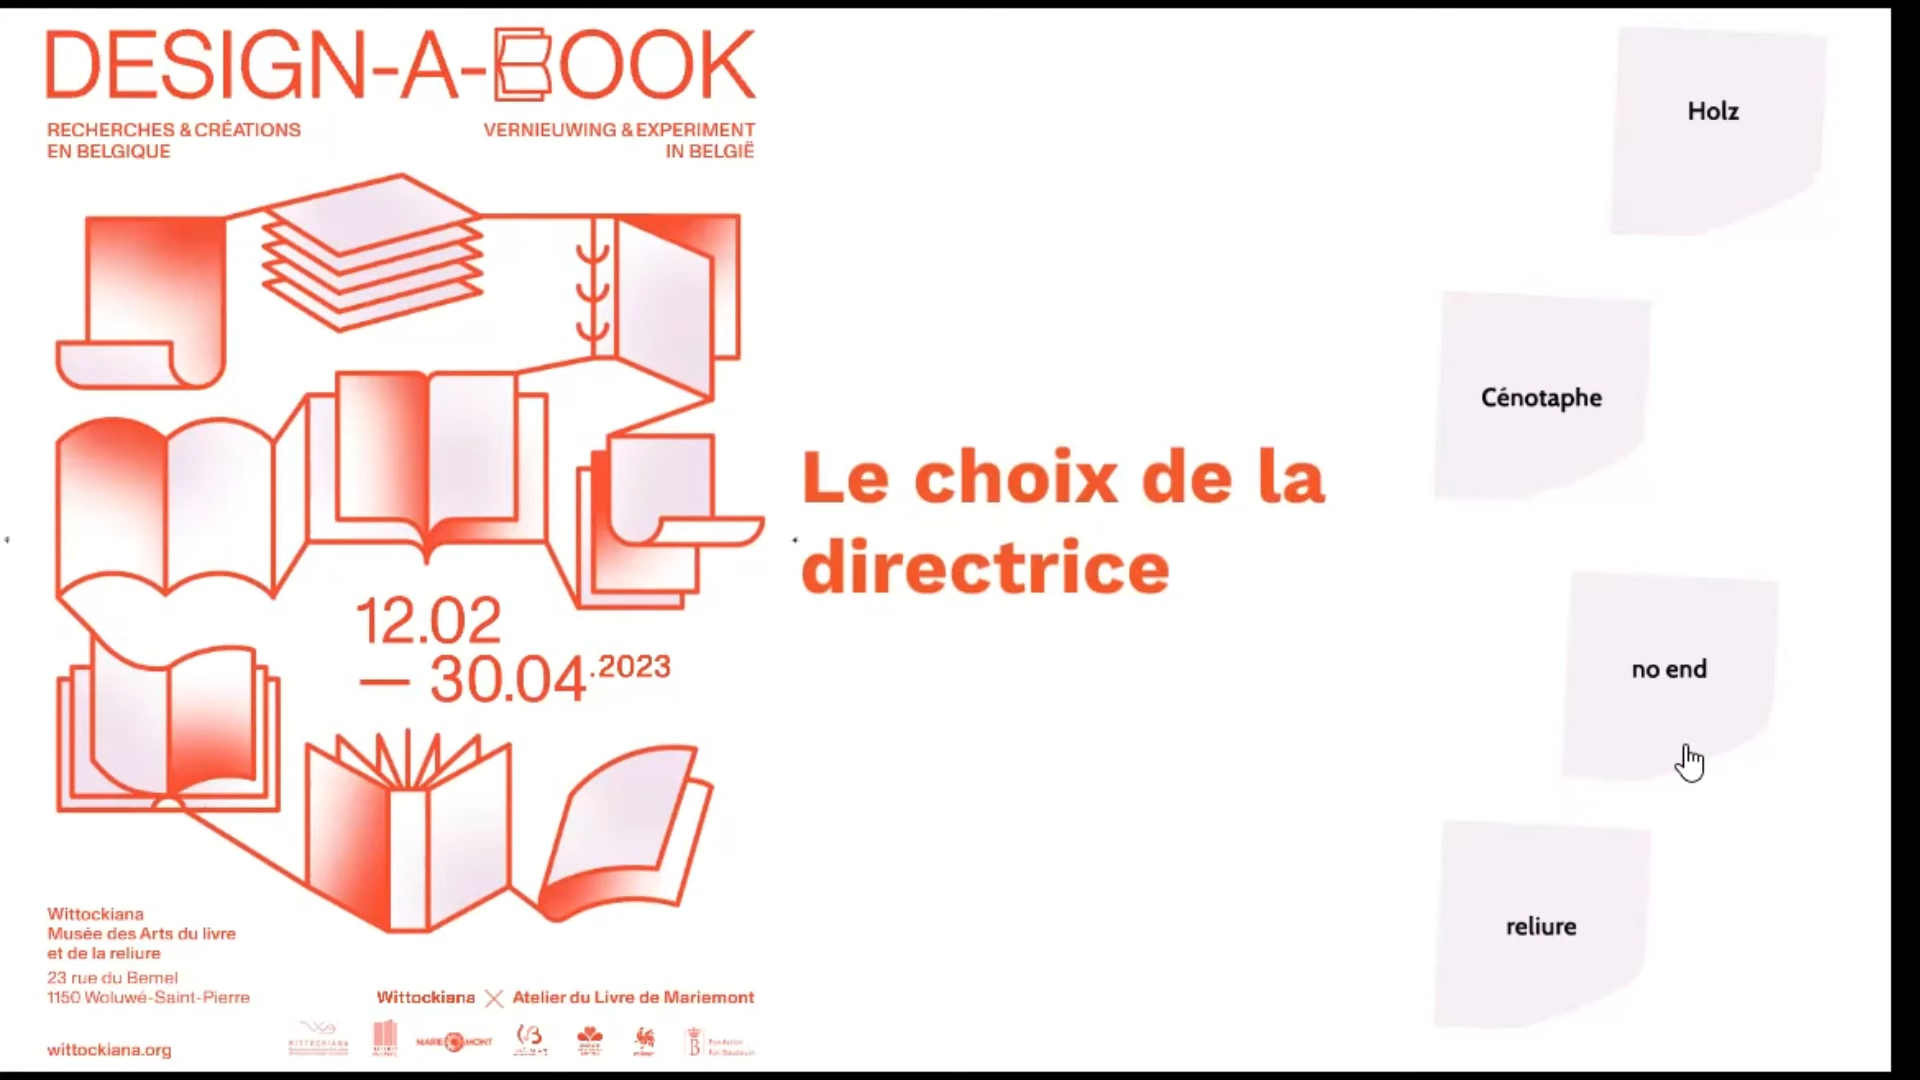 DESIGN-A-BOOK
RECHERCHES & CRÉATIONS
EN BELGIQUE
VERNIEUWING & EXPERIMENT
IN BELGIË
12.02
— 30.04.2023
Wittockiana
Musée des Arts du livre
et de la reliure
23 rue du Bemel
1150 Woluwé-Saint-Pierre
wittockiana.org
Wittockiana × Atelier du Livre de Mariemont
WITTOCKIANA
MARIEMONT
Le choix de la
directrice
Holz
Cénotaphe
no end
reliure